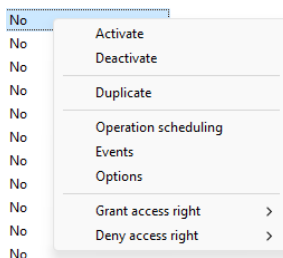 No
No
No
No
No
No
No
No
No
No
No
Activate
Deactivate
Duplicate
Operation scheduling
Events
Options
Grant access right
Deny access right